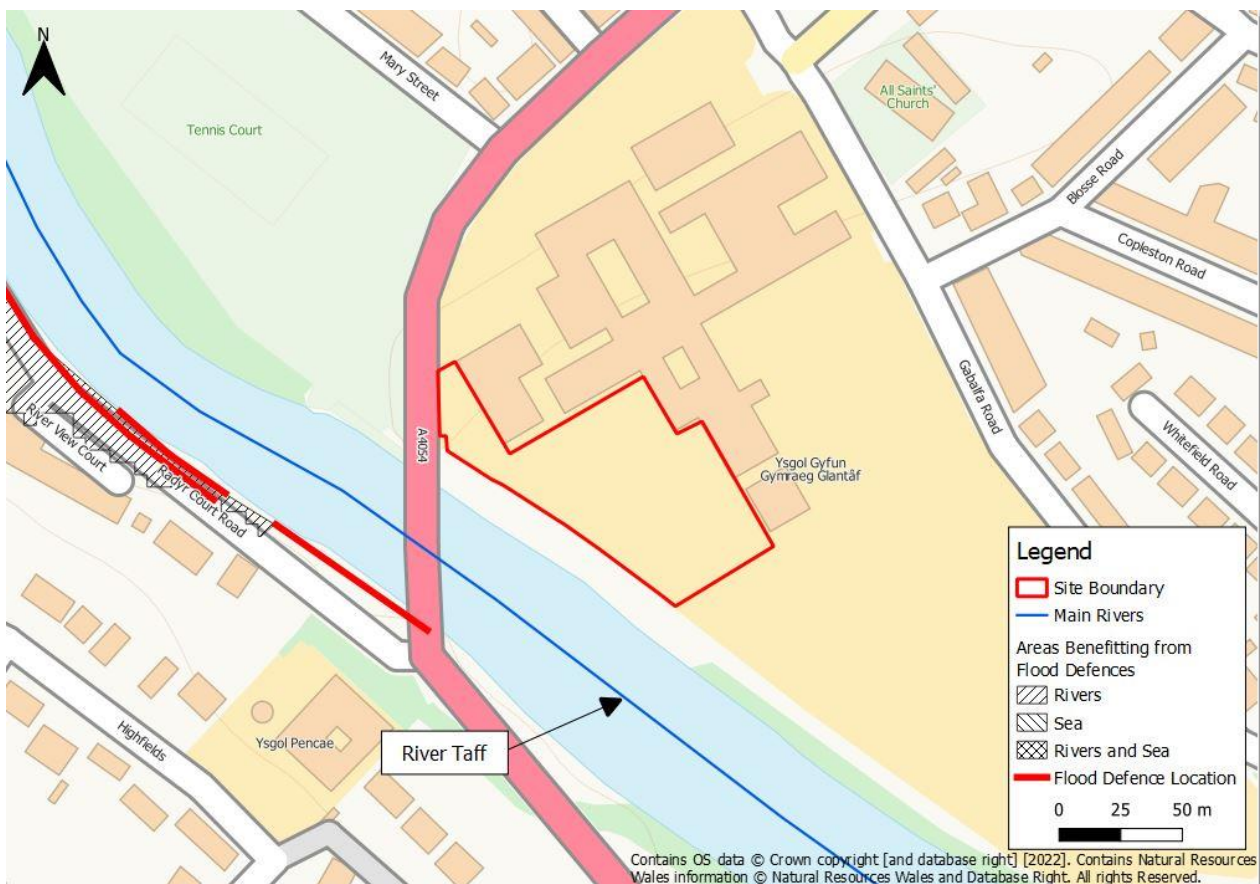 N
Mary Street
Tennis Court
All Saints'
Church
Blosse Road
Copleston Road
Gabalfa Road
Whitefield Road
A4054
River View Court
Radyr Court Road
Ysgol Gyfun
Gymraeg Glantâf
Ysgol Pencae
Highfields
River Taff
Legend
Site Boundary
Main Rivers
Areas Benefitting from
Flood Defences
Rivers
Sea
Rivers and Sea
Flood Defence Location
0 25 50 m
Contains OS data © Crown copyright [and database right] [2022]. Contains Natural Resources
Wales information © Natural Resources Wales and Database Right. All rights Reserved.